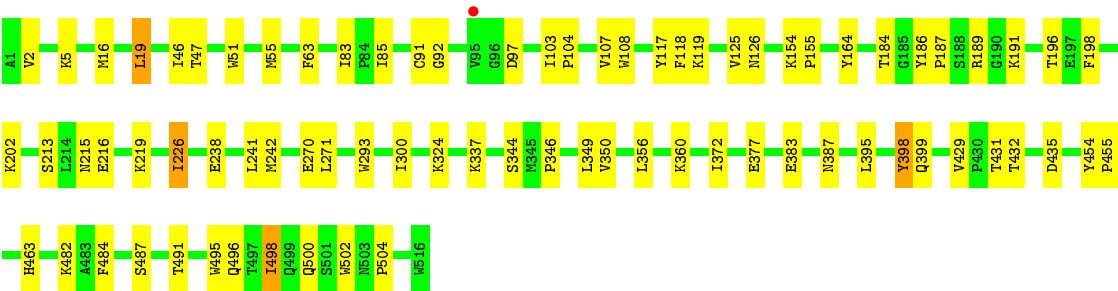 A1 V2 K5 M16 L19 I46 T47 W51 M55 F63 I83 P84 I85 C91 G92 V95 G96 D97 I103 P104 V107 W108 Y117 F118 K119 V125 N126 K154 P155 Y164 T184 G185 Y186 P187 S188 R189 G190 K191 T196 E197 F198
K202 S213 L214 N215 E216 K219 I226 E238 L241 M242 E270 L271 W293 I300 K324 K337 S344 M345 P346 L349 V350 L356 K360 I372 E377 E383 N387 L395 Y398 Q399 V429 P430 T431 T432 D435 Y454 P455
H463 K482 A483 F484 S487 T491 W495 Q496 T497 I498 Q499 Q500 S501 W502 N503 P504 W516